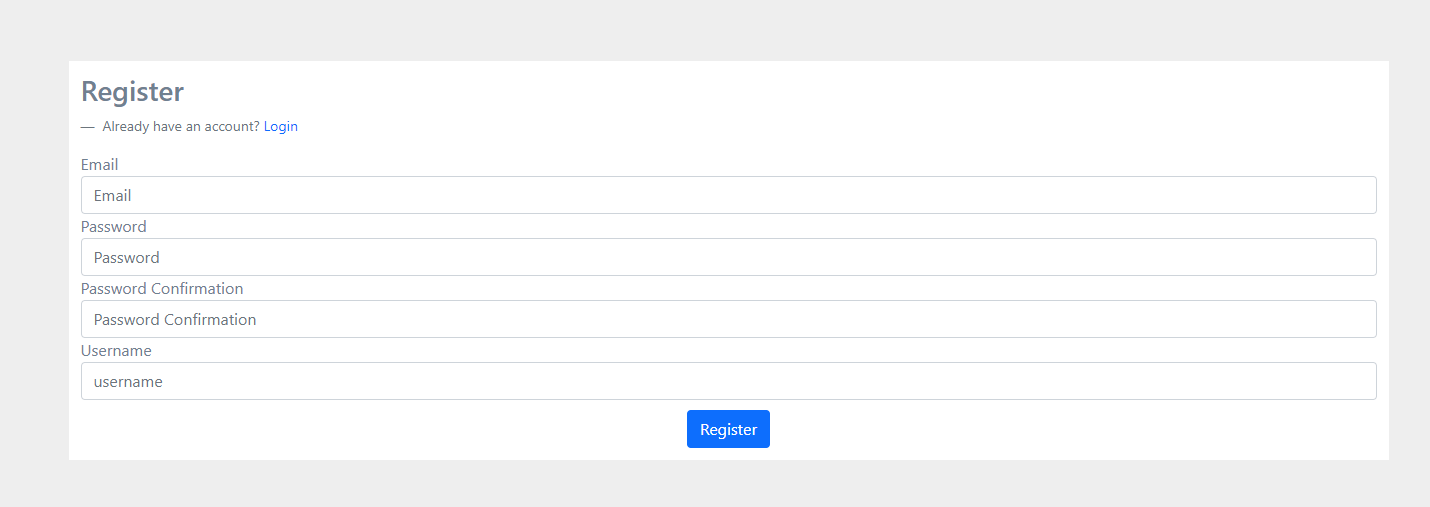 Register
— Already have an account? Login
Email
Email
Password
Password
Password Confirmation
Password Confirmation
Username
username
Register